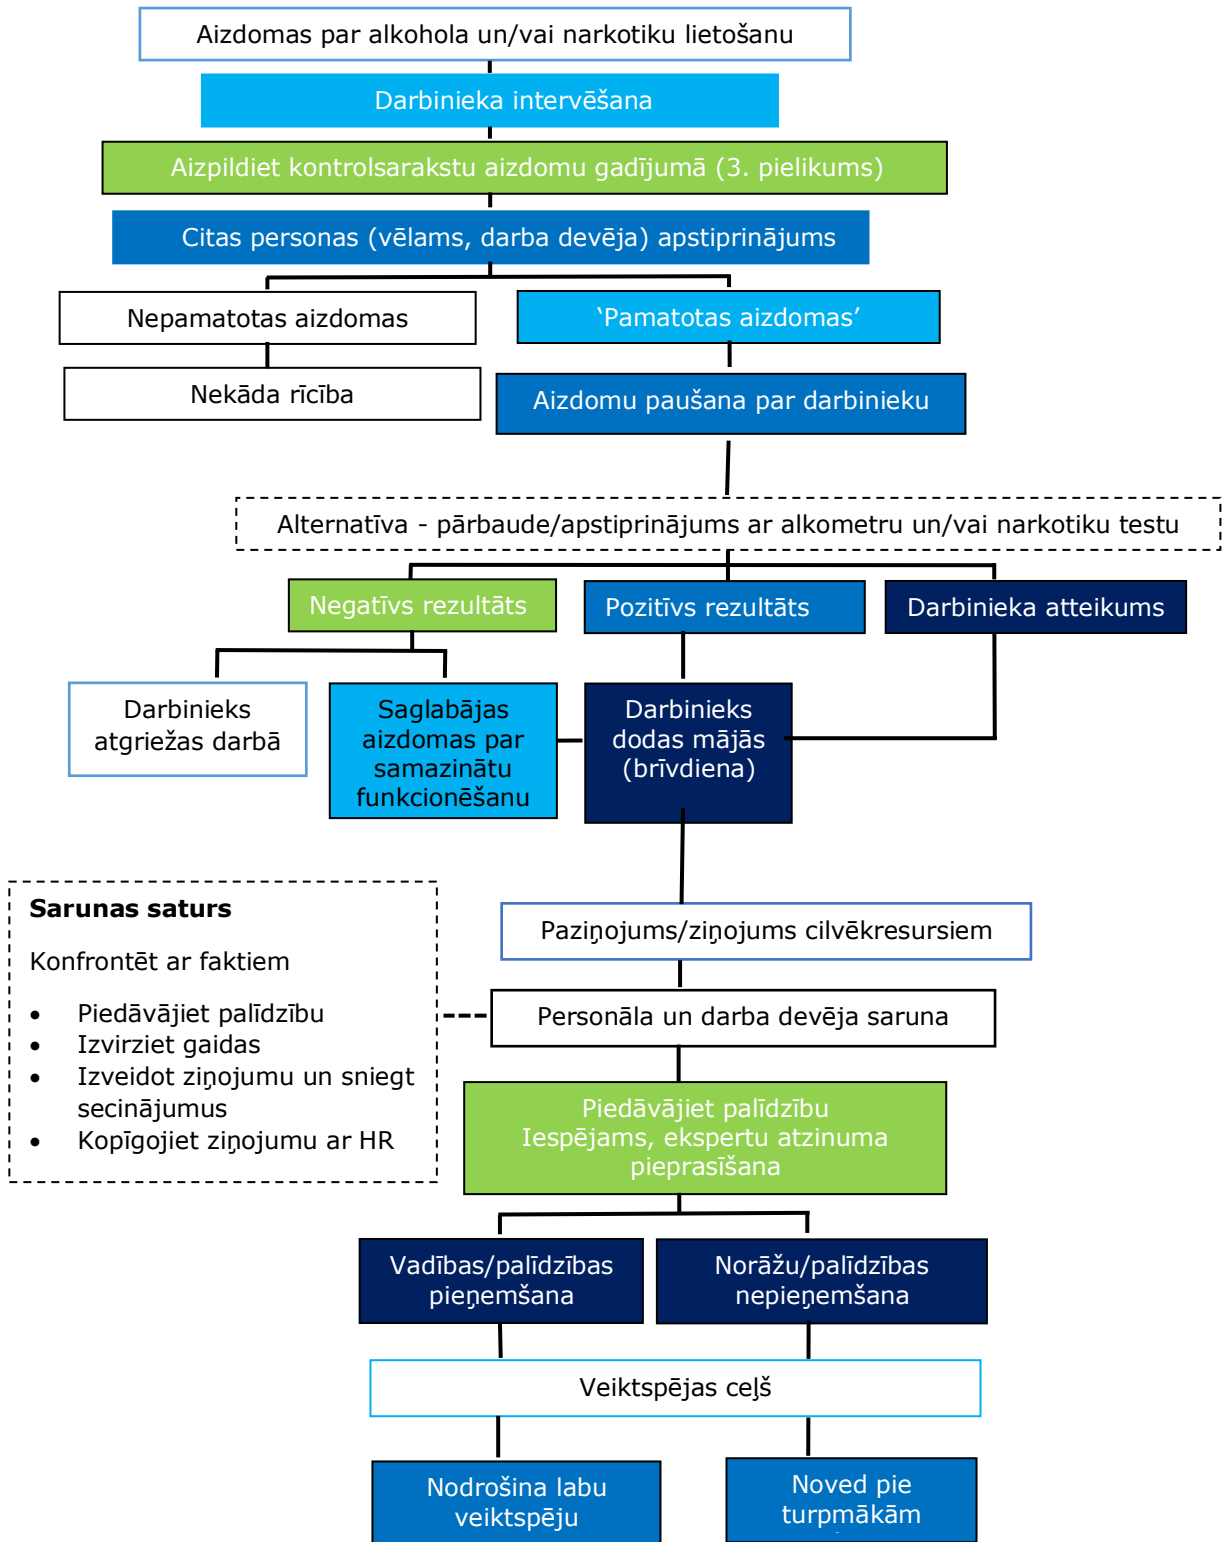 Aizdomas par alkohola un/vai narkotiku lietošanu
Darbinieka intervēšana
Aizpildiet kontrolsarakstu aizdomu gadījumā (3. pielikums)
Citas personas (vēlams, darba devēja) apstiprinājums
Nepamatotas aizdomas
‘Pamatotas aizdomas’
Nekāda rīcība
Aizdomu paušana par darbinieku
Alternatīva - pārbaude/apstiprinājums ar alkometru un/vai narkotiku testu
Negatīvs rezultāts
Pozitīvs rezultāts
Darbinieka atteikums
Darbinieks
atgriežas darbā
Saglabājas
aizdomas par
samazinātu
funkcionēšanu
Darbinieks
dodas mājās
(brīvdiena)
Paziņojums/ziņojums cilvēkresursiem
Sarunas saturs
Konfrontēt ar faktiem
• Piedāvājiet palīdzību
• Izvirziet gaidas
• Izveidot ziņojumu un sniegt
secinājumus
• Kopīgojiet ziņojumu ar HR
Personāla un darba devēja saruna
Piedāvājiet palīdzību
Iespējams, ekspertu atzinuma
pieprasīšana
Vadības/palīdzības
pieņemšana
Norāžu/palīdzības
nepieņemšana
Veiktspējas ceļš
Nodrošina labu
veiktspēju
Noved pie
turpmākām